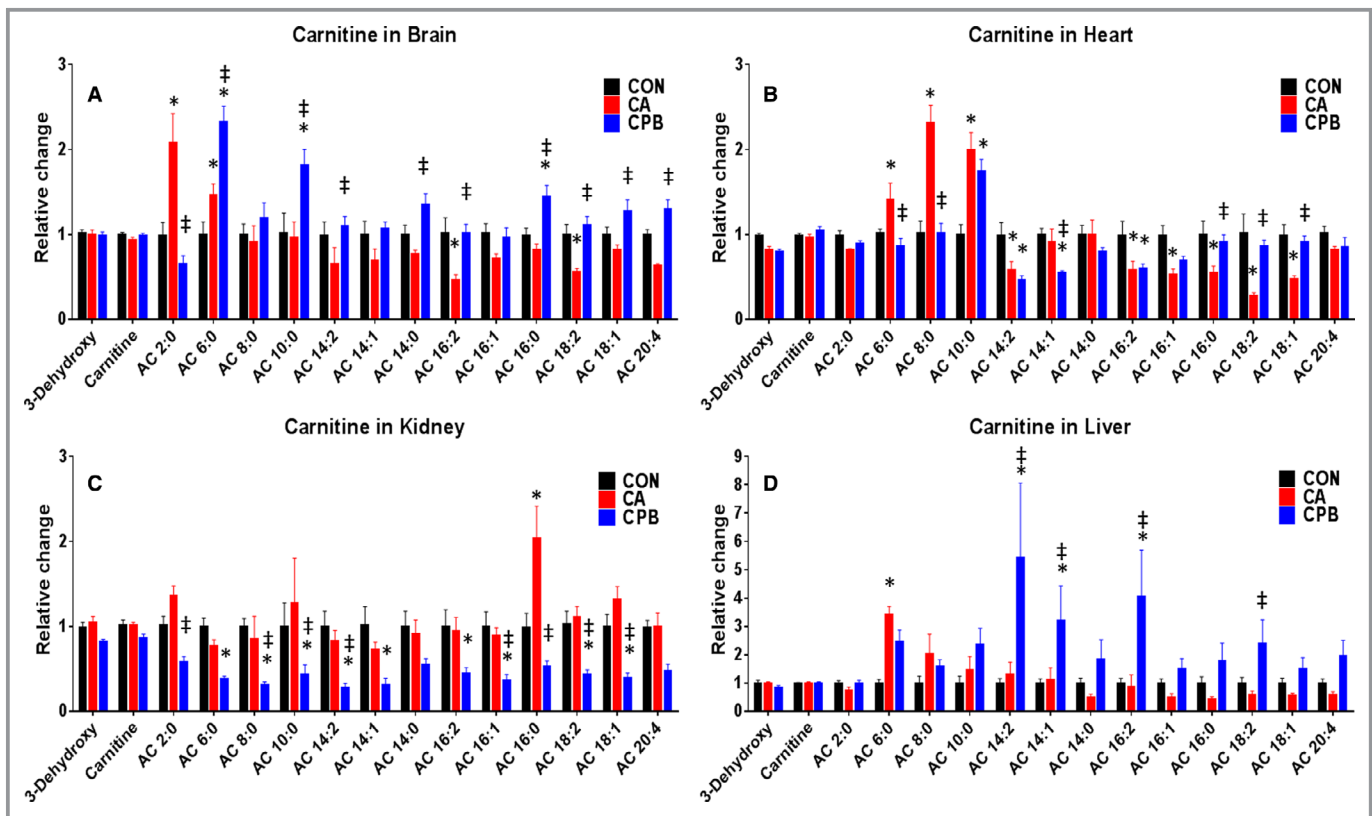 Carnitine in Brain
A
CON
CA
CPB
Relative change
3
2
1
0
* ‡ * ‡ * ‡ * ‡ ‡ * ‡ ‡ * * ‡ ‡ ‡
3-Dehydroxy Carnitine AC 2:0 AC 6:0 AC 8:0 AC 10:0 AC 14:2 AC 14:1 AC 14:0 AC 16:2 AC 16:1 AC 16:0 AC 18:2 AC 18:1 AC 20:4
Carnitine in Heart
B
CON
CA
CPB
Relative change
3
2
1
0
* ‡ * ‡ * * * * ‡ * * * * * ‡ * ‡ * ‡
3-Dehydroxy Carnitine AC 2:0 AC 6:0 AC 8:0 AC 10:0 AC 14:2 AC 14:1 AC 14:0 AC 16:2 AC 16:1 AC 16:0 AC 18:2 AC 18:1 AC 20:4
Carnitine in Kidney
C
CON
CA
CPB
Relative change
3
2
1
0
‡ * ‡ * ‡ * ‡ * * * ‡ * * ‡ ‡ * ‡ *
3-Dehydroxy Carnitine AC 2:0 AC 6:0 AC 8:0 AC 10:0 AC 14:2 AC 14:1 AC 14:0 AC 16:2 AC 16:1 AC 16:0 AC 18:2 AC 18:1 AC 20:4
Carnitine in Liver
D
CON
CA
CPB
Relative change
9
8
7
6
5
4
3
2
1
0
* ‡ * ‡ * ‡ * ‡
3-Dehydroxy Carnitine AC 2:0 AC 6:0 AC 8:0 AC 10:0 AC 14:2 AC 14:1 AC 14:0 AC 16:2 AC 16:1 AC 16:0 AC 18:2 AC 18:1 AC 20:4